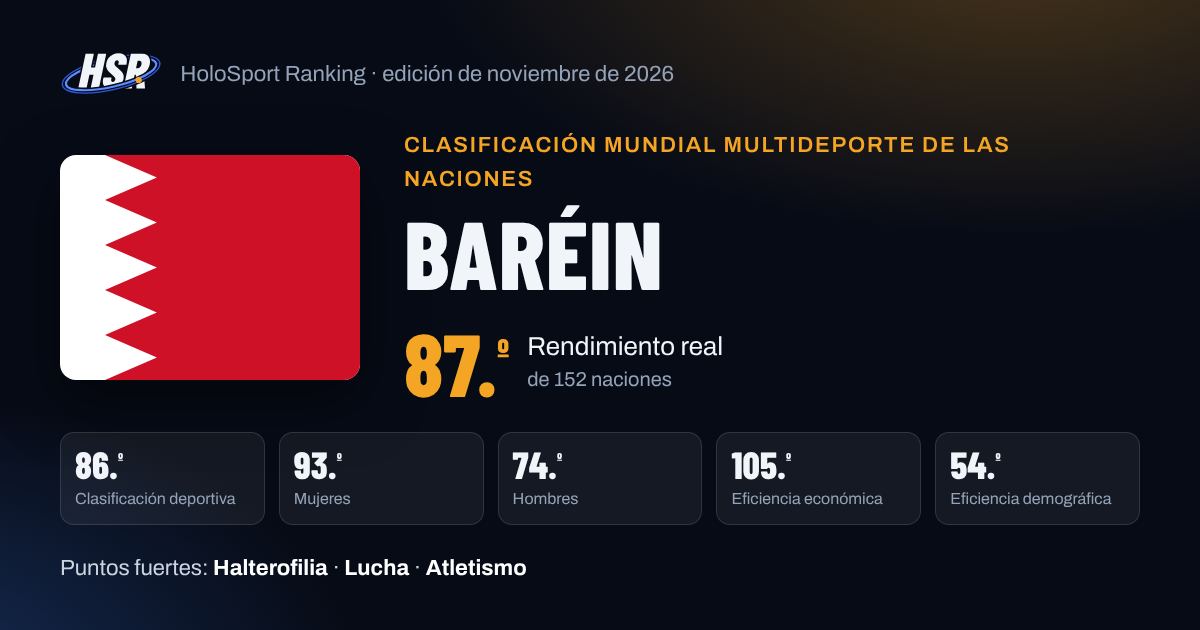 HSR
HoloSport Ranking · edición de noviembre de 2026
CLASIFICACIÓN MUNDIAL MULTIDEPORTE DE LAS
NACIONES
BARÉIN
87.º
Rendimiento real
de 152 naciones
86.º
Clasificación deportiva
93.º
Mujeres
74.º
Hombres
105.º
Eficiencia económica
54.º
Eficiencia demográfica
Puntos fuertes: Halterofilia · Lucha · Atletismo